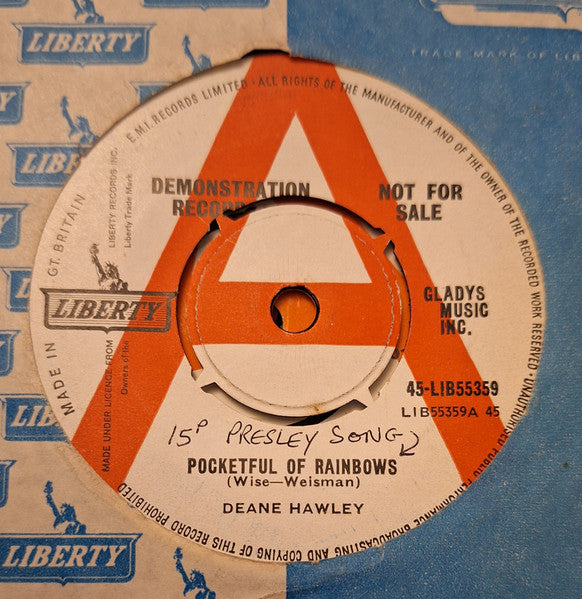 LIBERTY
TRADE MARK OF LIB
LIBERTY
LIB
LIBERTY
E.M.I. RECORDS LIMITED · ALL RIGHTS OF THE MANUFACTURER AND OF THE OWNER OF THE RECORDED WORK RESERVED UNAUTHORISED PUBLIC PERFORMANCE BROADCASTING AND COPYING OF THIS RECORD PROHIBITED
MADE IN GT. BRITAIN
LIBERTY RECORDS INC.
Liberty Trade Mark
MADE UNDER LICENCE FROM
Owners of the
DEMONSTRATION
RECORD
NOT FOR
SALE
LIBERTY
GLADYS
MUSIC
INC.
45-LIB55359
LIB55359A 45
15P PRESLEY SONG
POCKETFUL OF RAINBOWS
(Wise—Weisman)
DEANE HAWLEY
LIBERTY